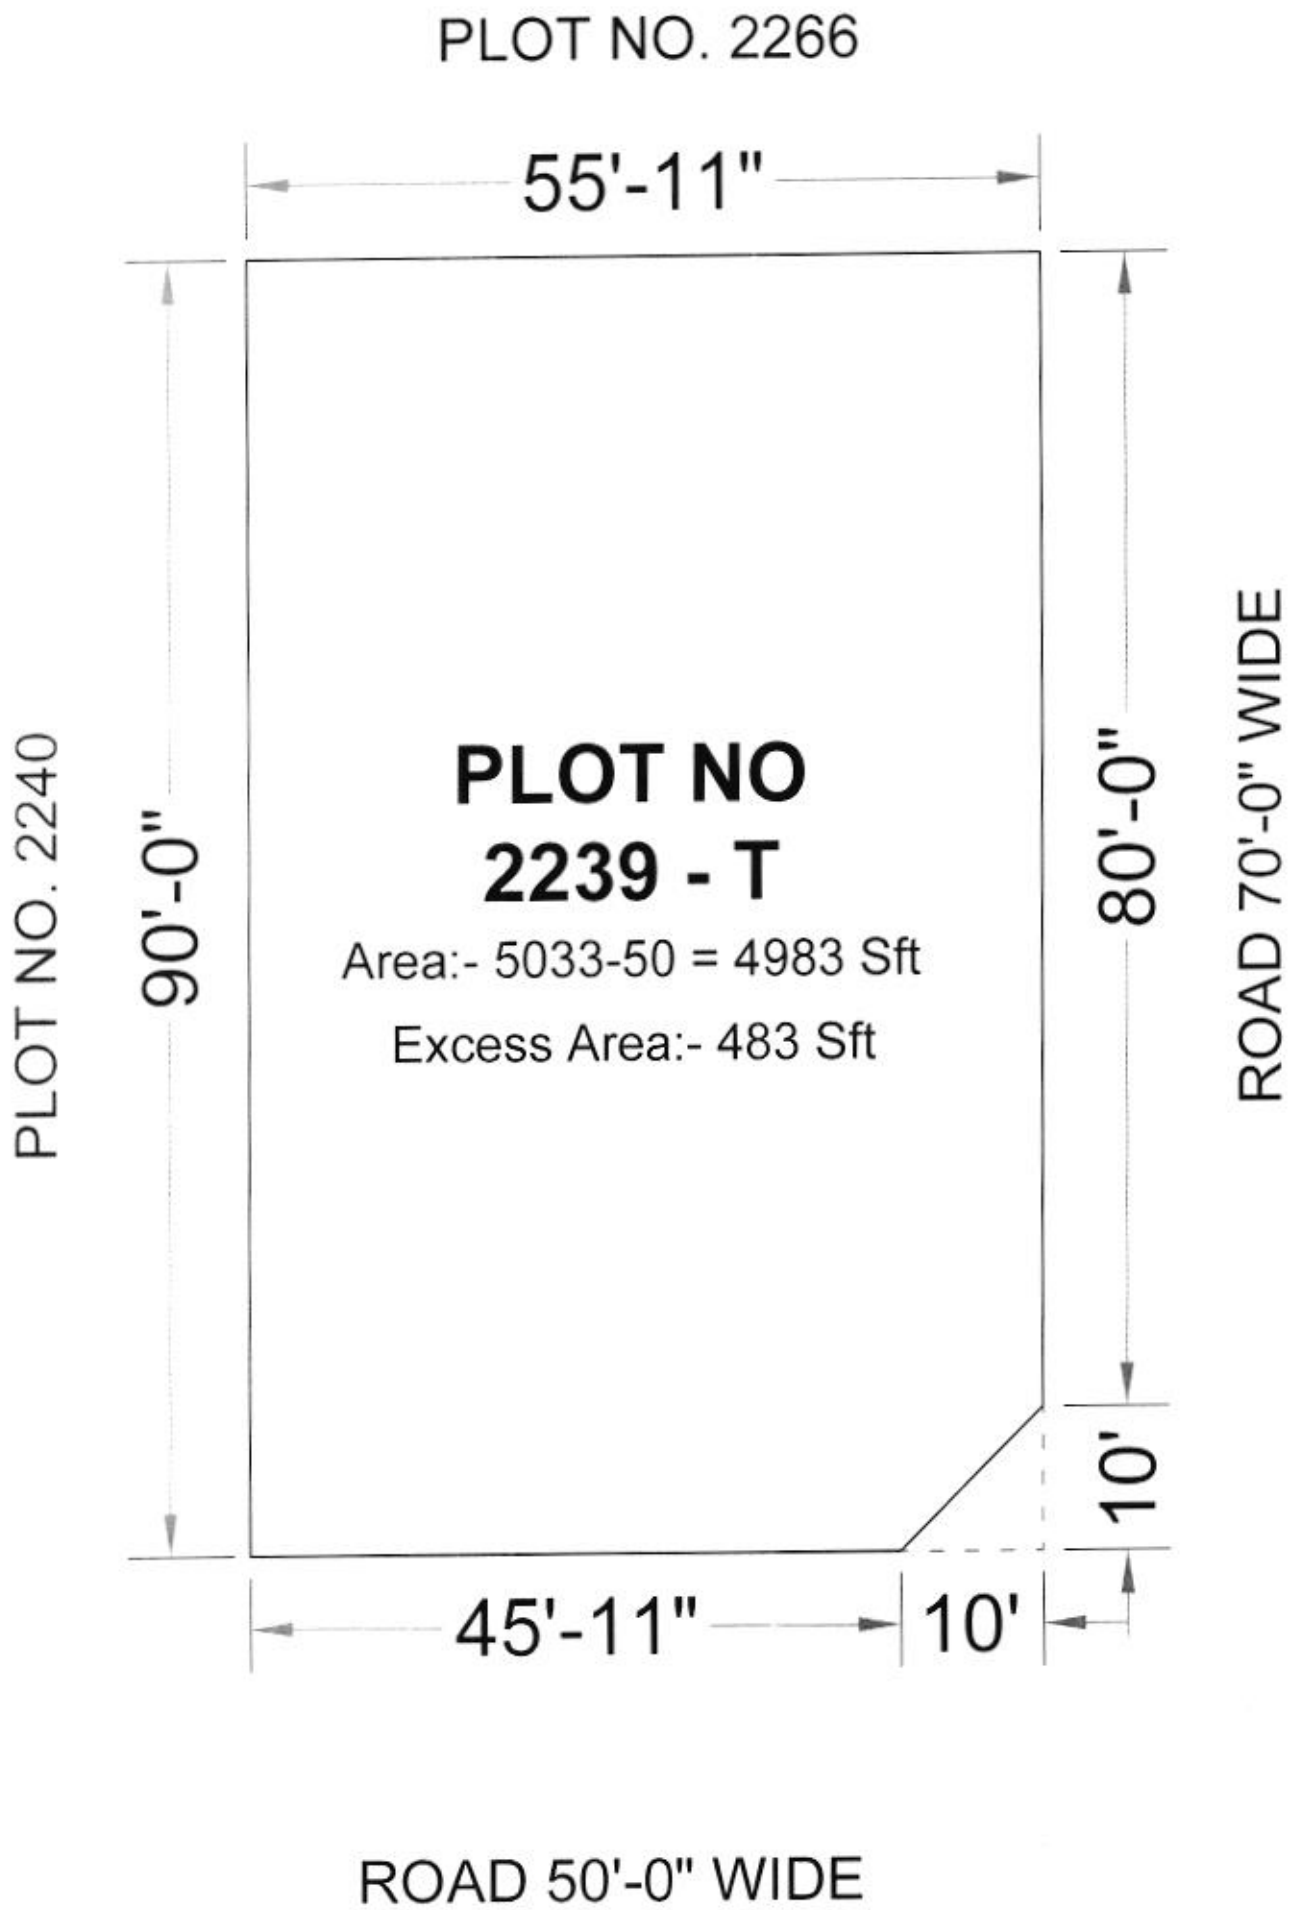 PLOT NO. 2266
55'-11"
PLOT NO. 2240
90'-0"
PLOT NO
2239 - T
Area:- 5033-50 = 4983 Sft
Excess Area:- 483 Sft
80'-0"
ROAD 70'-0" WIDE
10'
45'-11"
10'
ROAD 50'-0" WIDE